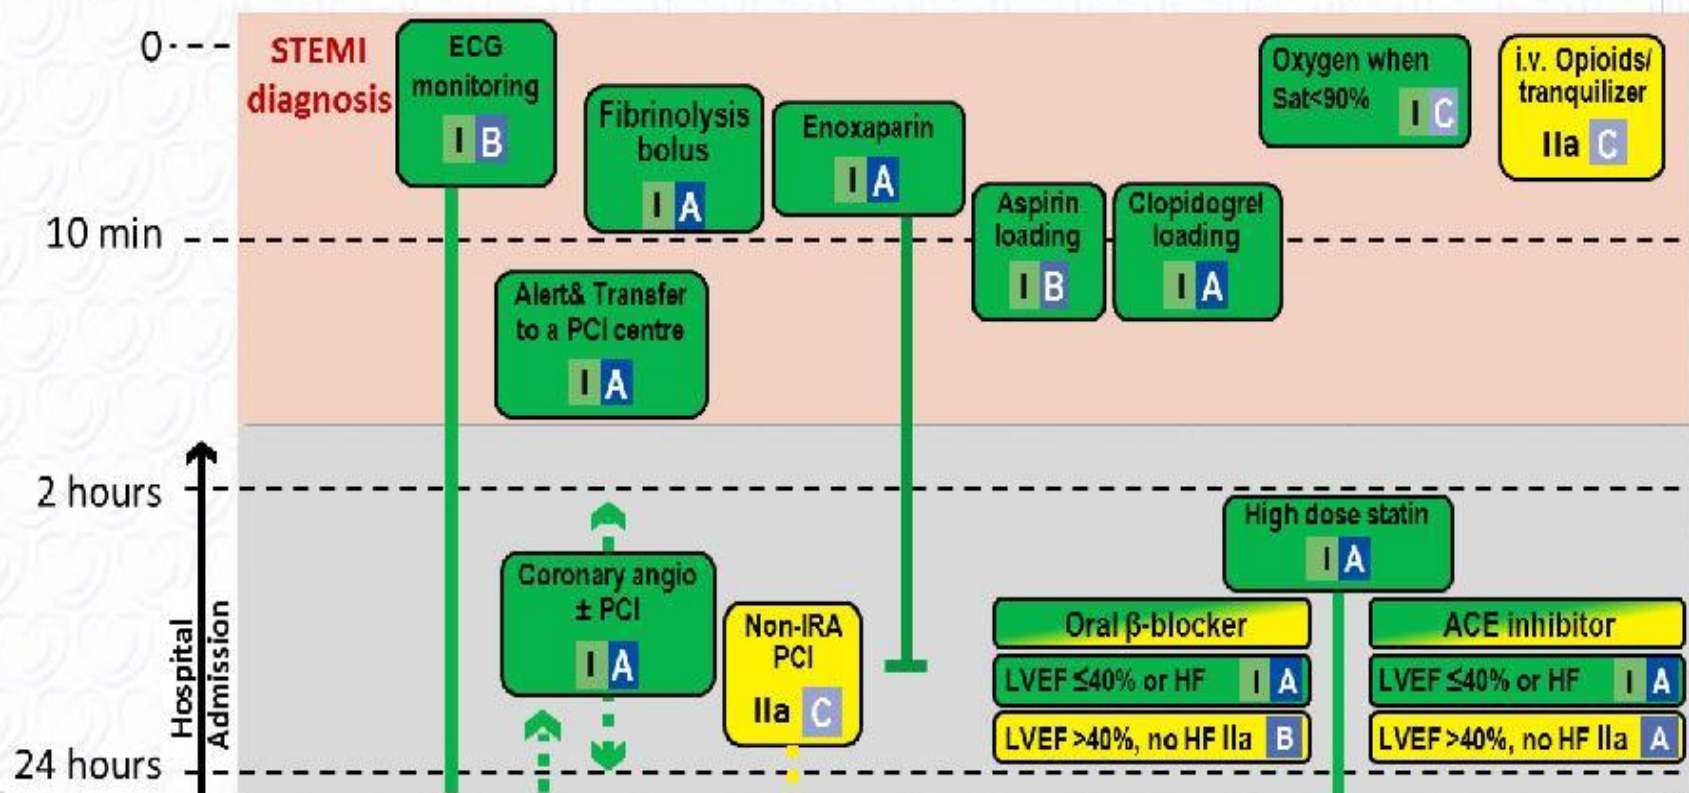 0
STEMI
diagnosis
ECG
monitoring
I B
Fibrinolysis
bolus
I A
Enoxaparin
I A
Oxygen when
Sat<90%
I C
i.v. Opioids/
tranquilizer
IIa C
10 min
Aspirin
loading
I B
Clopidogrel
loading
I A
Alert& Transfer
to a PCI centre
I A
2 hours
High dose statin
I A
Coronary angio
± PCI
I A
Non-IRA
PCI
IIa C
Oral β-blocker
LVEF ≤40% or HF I A
LVEF >40%, no HF IIa B
ACE inhibitor
LVEF ≤40% or HF I A
LVEF >40%, no HF IIa A
Hospital
Admission
24 hours